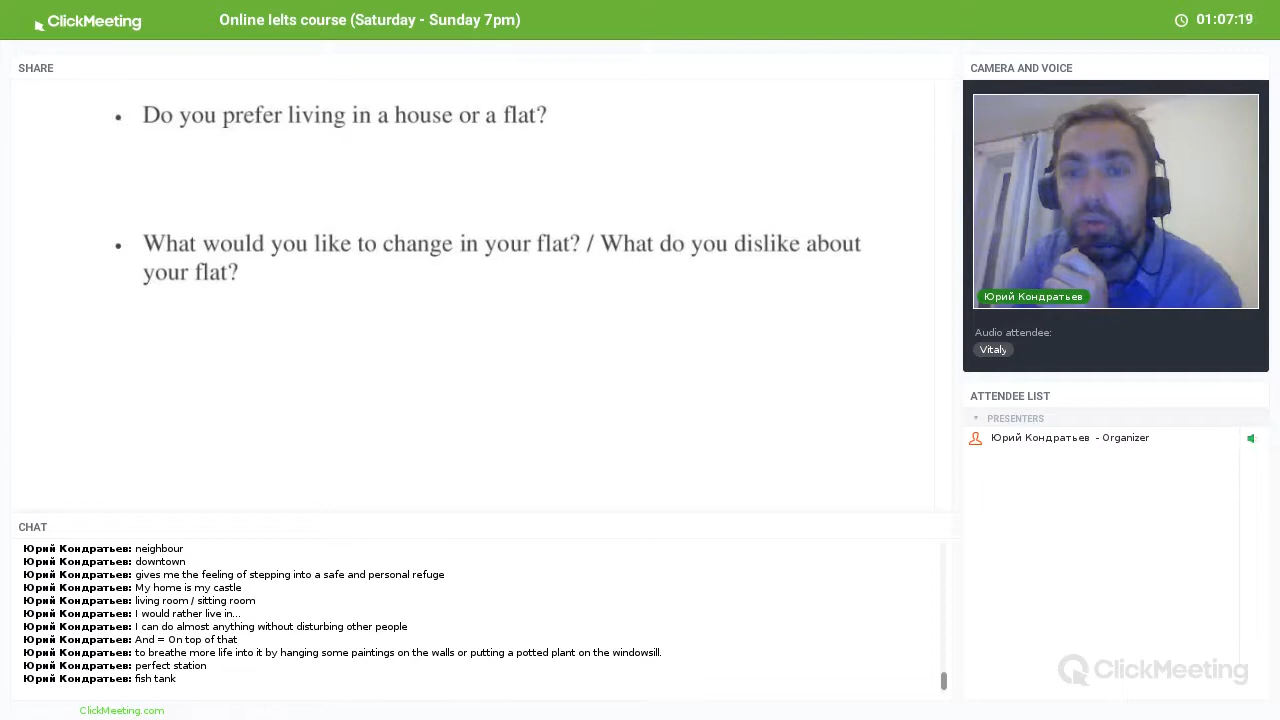 ClickMeeting
Online Ielts course (Saturday - Sunday 7pm)
01:07:19
SHARE
• Do you prefer living in a house or a flat?
• What would you like to change in your flat? / What do you dislike about
your flat?
CAMERA AND VOICE
Юрий Кондратьев
Audio attendee:
Vitaly
ATTENDEE LIST
PRESENTERS
Юрий Кондратьев - Organizer
CHAT
Юрий Кондратьев: neighbour
Юрий Кондратьев: downtown
Юрий Кондратьев: gives me the feeling of stepping into a safe and personal refuge
Юрий Кондратьев: My home is my castle
Юрий Кондратьев: living room / sitting room
Юрий Кондратьев: I would rather live in...
Юрий Кондратьев: I can do almost anything without disturbing other people
Юрий Кондратьев: And = On top of that
Юрий Кондратьев: to breathe more life into it by hanging some paintings on the walls or putting a potted plant on the windowsill.
Юрий Кондратьев: perfect station
Юрий Кондратьев: fish tank
ClickMeeting
ClickMeeting.com